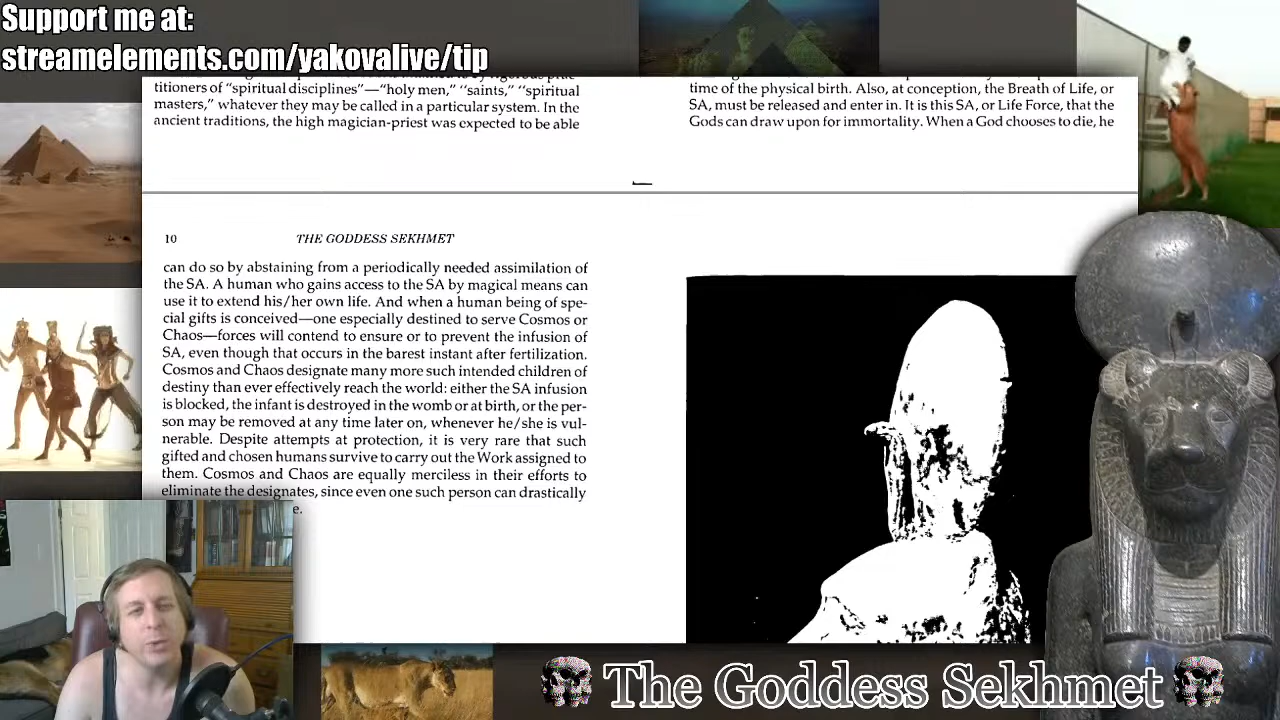 Support me at:
streamelements.com/yakovalive/tip
titioners of “spiritual disciplines”—“holy men,” “saints,” “spiritual
masters,” whatever they may be called in a particular system. In the
ancient traditions, the high magician-priest was expected to be able
time of the physical birth. Also, at conception, the Breath of Life, or
SA, must be released and enter in. It is this SA, or Life Force, that the
Gods can draw upon for immortality. When a God chooses to die, he
10 THE GODDESS SEKHMET
can do so by abstaining from a periodically needed assimilation of
the SA. A human who gains access to the SA by magical means can
use it to extend his/her own life. And when a human being of spe-
cial gifts is conceived—one especially destined to serve Cosmos or
Chaos—forces will contend to ensure or to prevent the infusion of
SA, even though that occurs in the barest instant after fertilization.
Cosmos and Chaos designate many more such intended children of
destiny than ever effectively reach the world: either the SA infusion
is blocked, the infant is destroyed in the womb or at birth, or the per-
son may be removed at any time later on, whenever he/she is vul-
nerable. Despite attempts at protection, it is very rare that such
gifted and chosen humans survive to carry out the Work assigned to
them. Cosmos and Chaos are equally merciless in their efforts to
eliminate the designates, since even one such person can drastically
e.
The Goddess Sekhmet